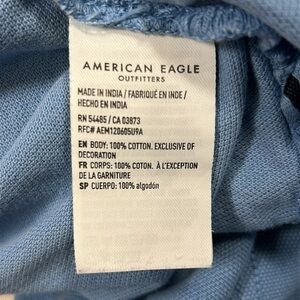 AMERICAN EAGLE
OUTFITTERS
MADE IN INDIA / FABRIQUÉ EN INDE /
HECHO EN INDIA
RN 54485 / CA 03873
RFC# AEM120605U9A
EN BODY: 100% COTTON. EXCLUSIVE OF
DECORATION
FR CORPS: 100% COTON. À L'EXCEPTION
DE LA GARNITURE
SP CUERPO: 100% algodón